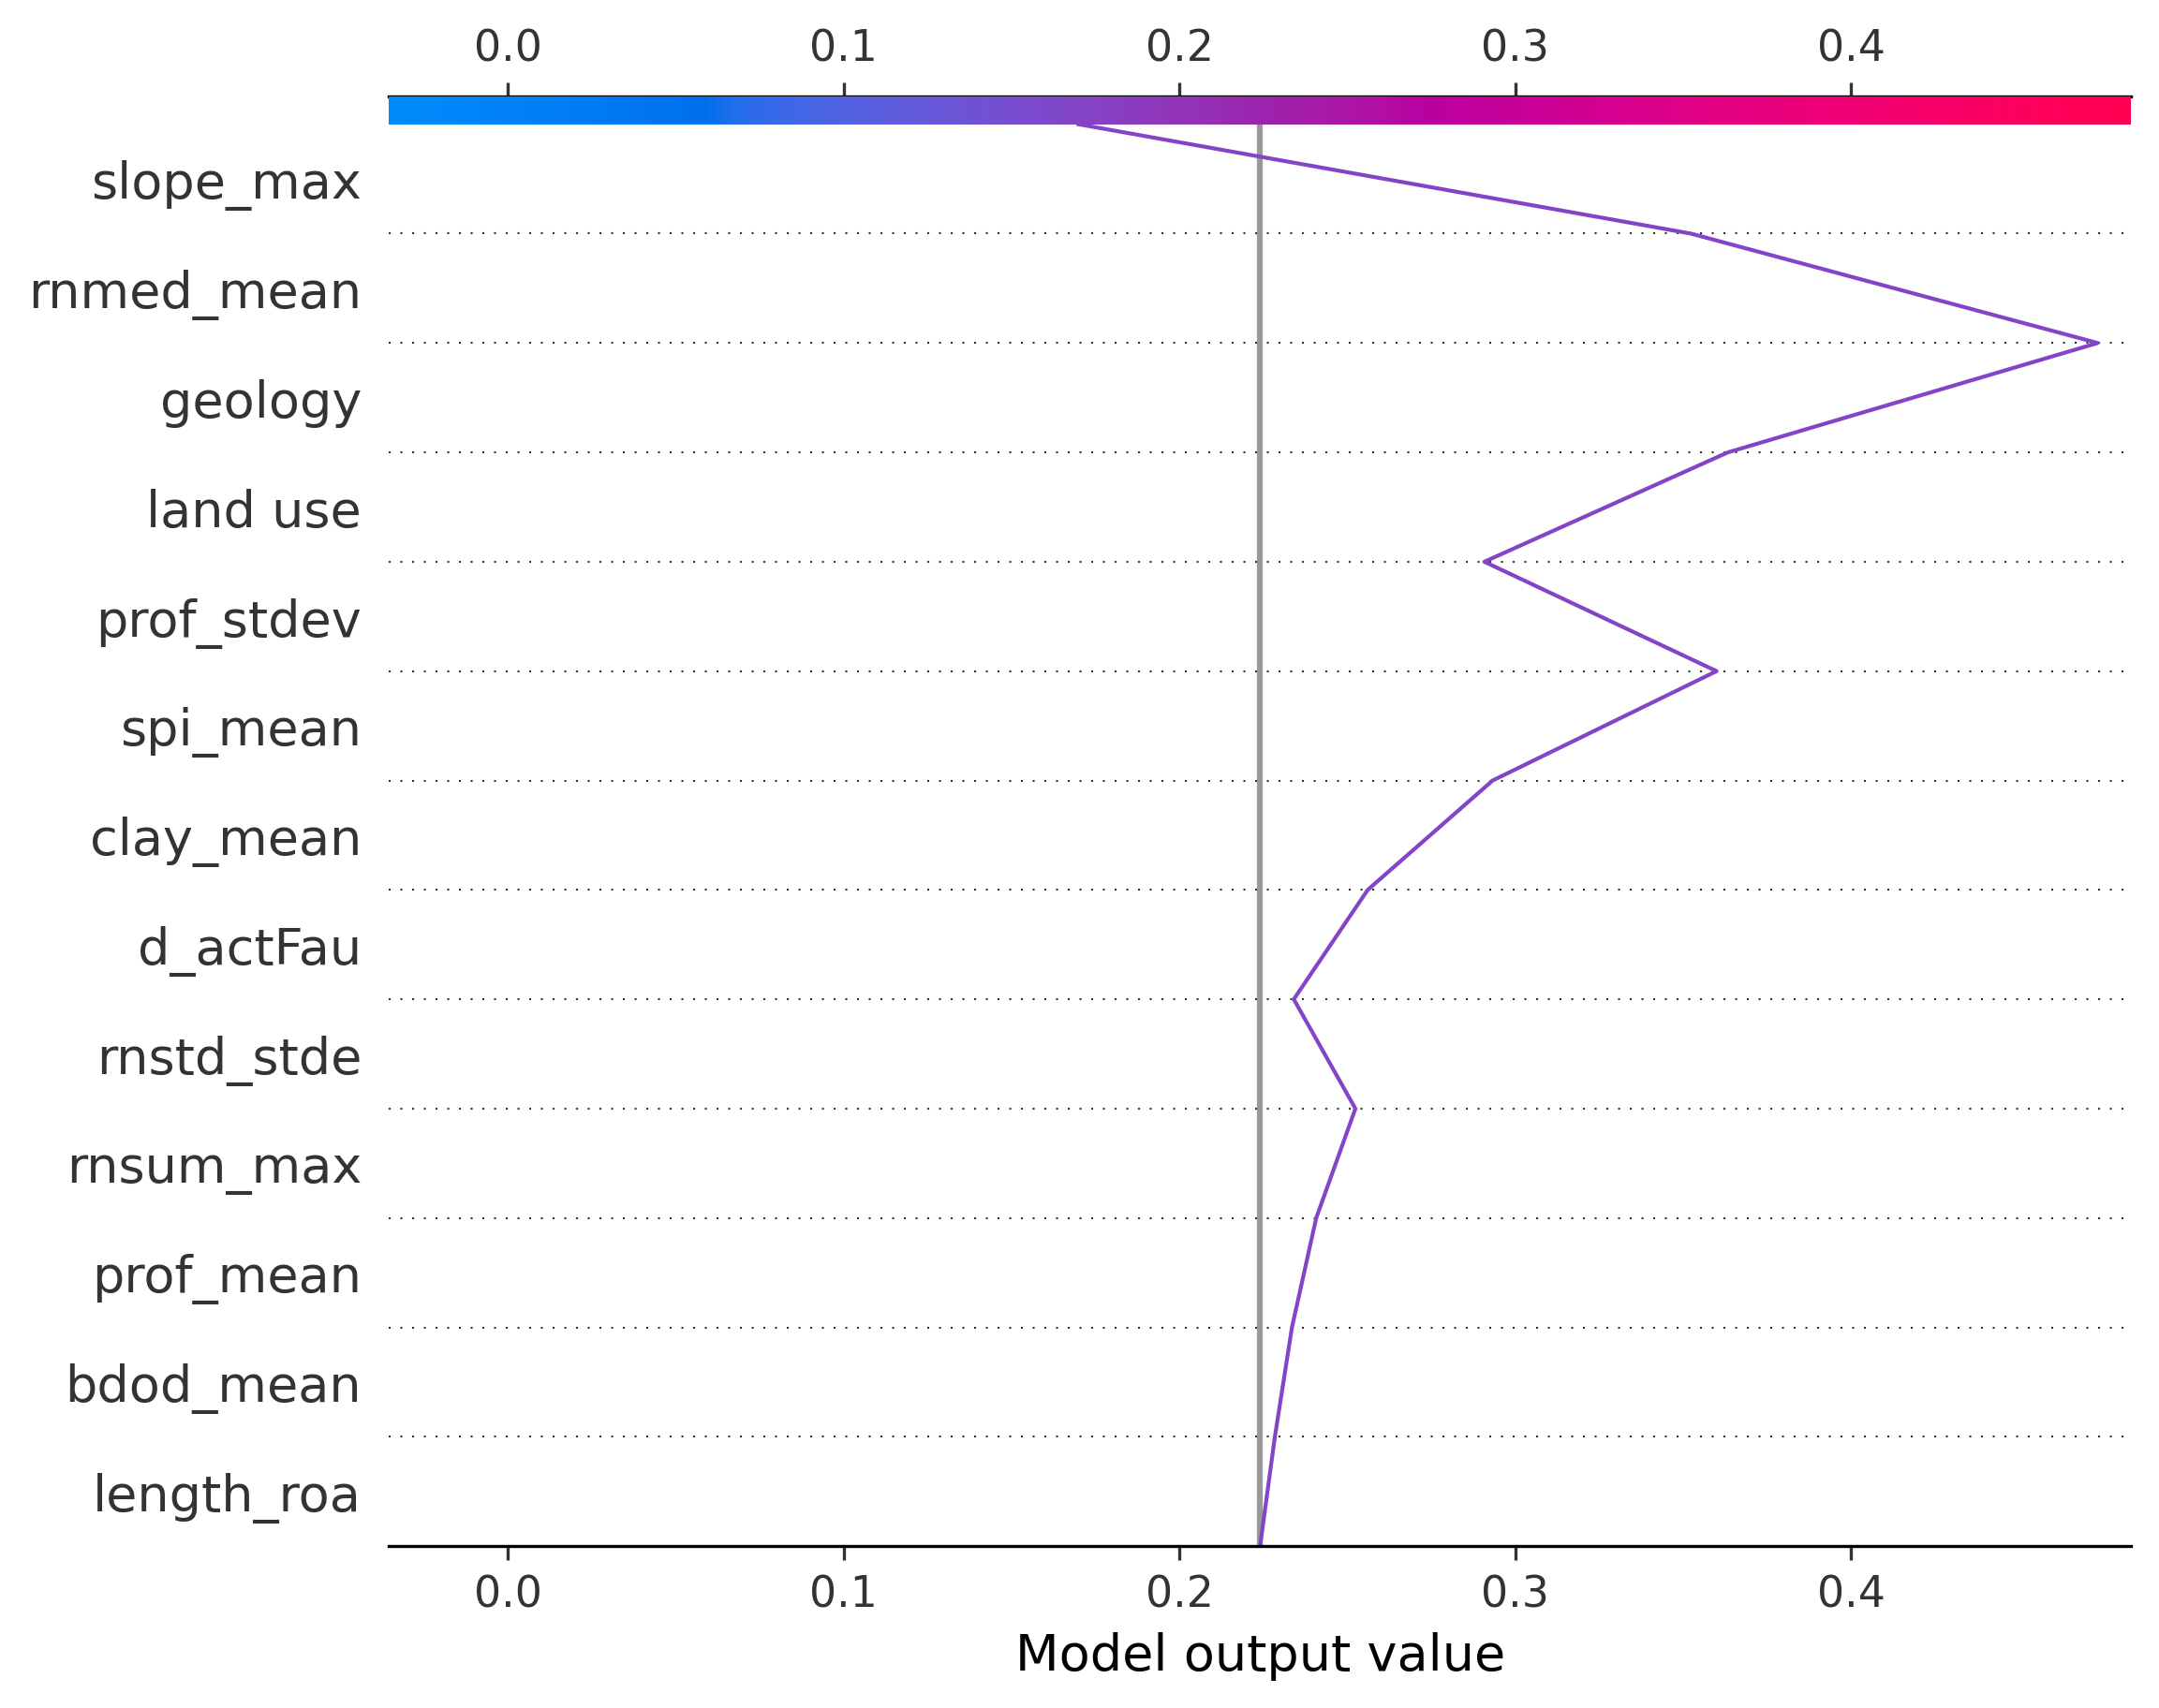 0.0 0.1 0.2 0.3 0.4
slope_max
rnmed_mean
geology
land use
prof_stdev
spi_mean
clay_mean
d_actFau
rnstd_stde
rnsum_max
prof_mean
bdod_mean
length_roa
0.0 0.1 0.2 0.3 0.4
Model output value